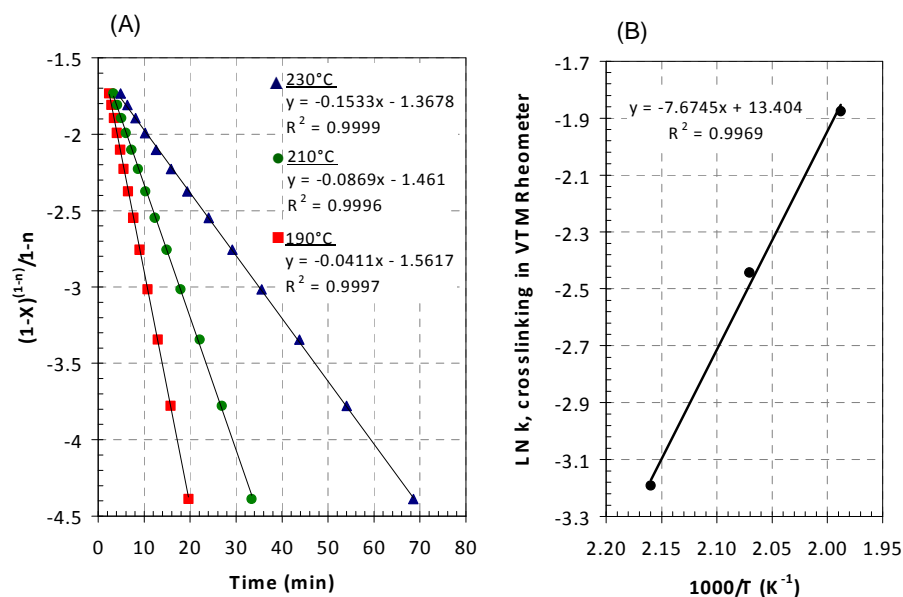 (A)
(1-X)^(1-n)/1-n
-1.5
-2
-2.5
-3
-3.5
-4
-4.5
230°C
y = -0.1533x - 1.3678
R² = 0.9999
210°C
y = -0.0869x - 1.461
R² = 0.9996
190°C
y = -0.0411x - 1.5617
R² = 0.9997
0 10 20 30 40 50 60 70 80
Time (min)
(B)
LN k, crosslinking in VTM Rheometer
-1.7
-1.9
-2.1
-2.3
-2.5
-2.7
-2.9
-3.1
-3.3
y = -7.6745x + 13.404
R² = 0.9969
2.20 2.15 2.10 2.05 2.00 1.95
1000/T (K⁻¹)